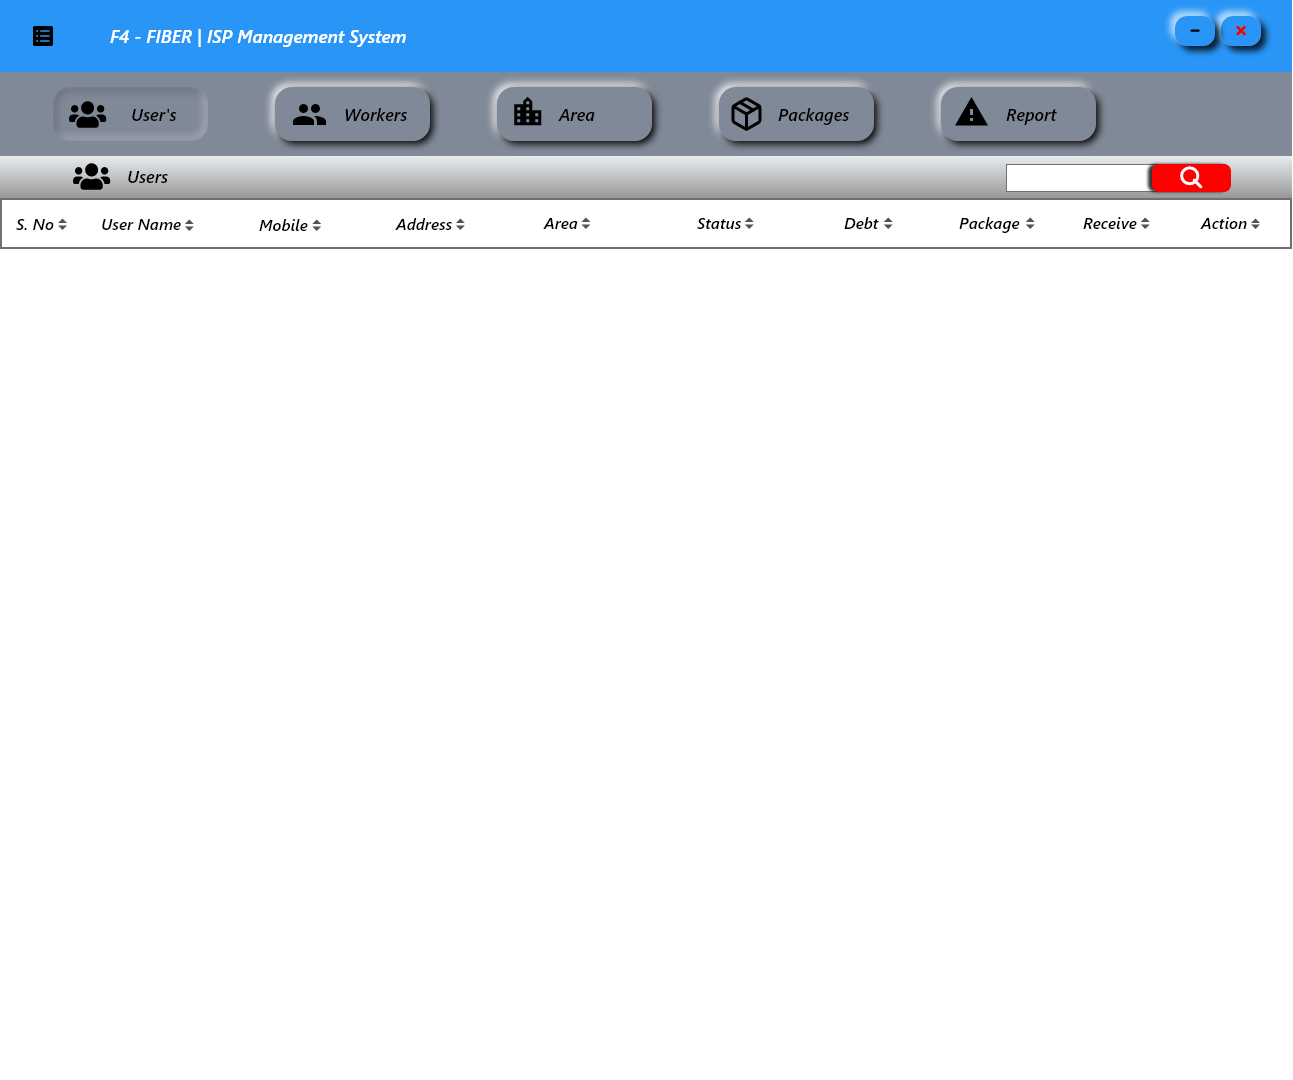 F4 - FIBER | ISP Management System
User's Workers Area Packages Report
Users
S. No User Name Mobile Address Area Status Debt Package Receive Action